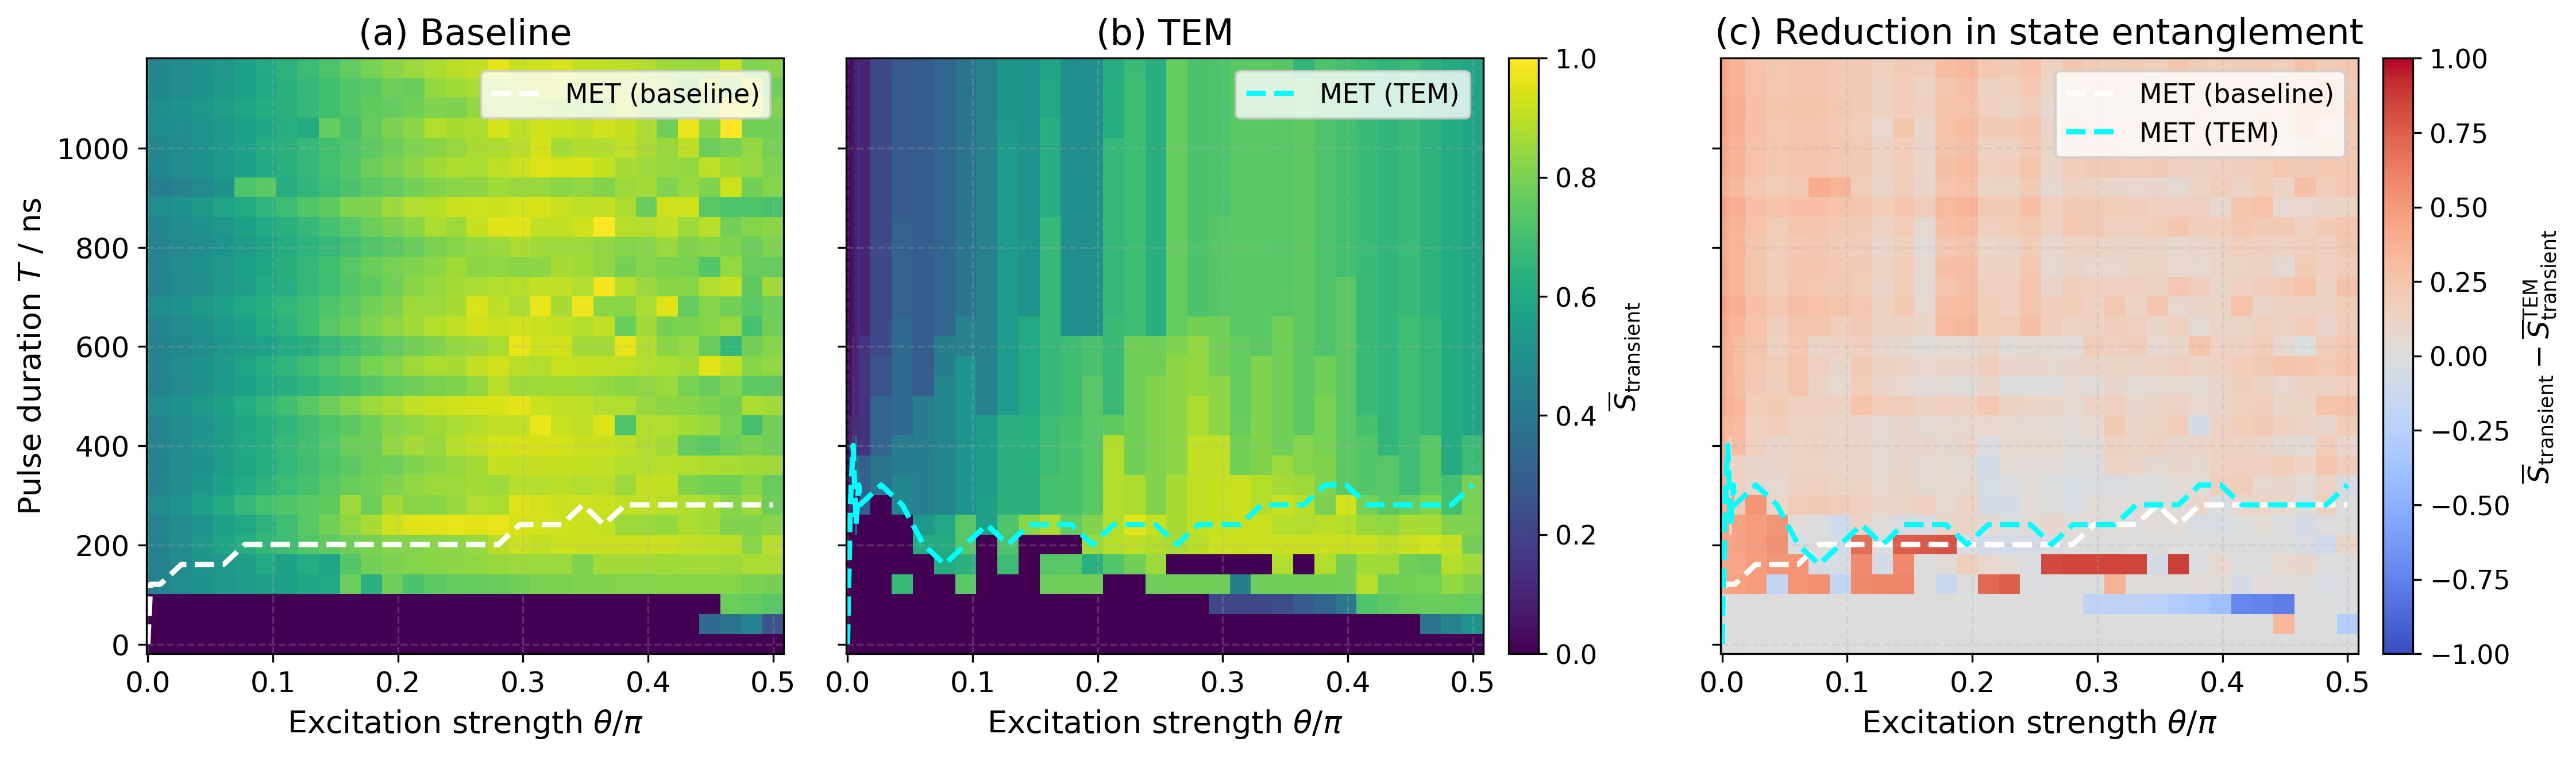 (a) Baseline
MET (baseline)
Pulse duration T / ns
1000
800
600
400
200
0
0.0 0.1 0.2 0.3 0.4 0.5
Excitation strength θ/π
(b) TEM
MET (TEM)
0.0 0.1 0.2 0.3 0.4 0.5
Excitation strength θ/π
1.0
0.8
0.6
0.4
0.2
0.0
S̅transient
(c) Reduction in state entanglement
MET (baseline)
MET (TEM)
0.0 0.1 0.2 0.3 0.4 0.5
Excitation strength θ/π
1.00
0.75
0.50
0.25
0.00
−0.25
−0.50
−0.75
−1.00
S̅transient − S̅TEM transient